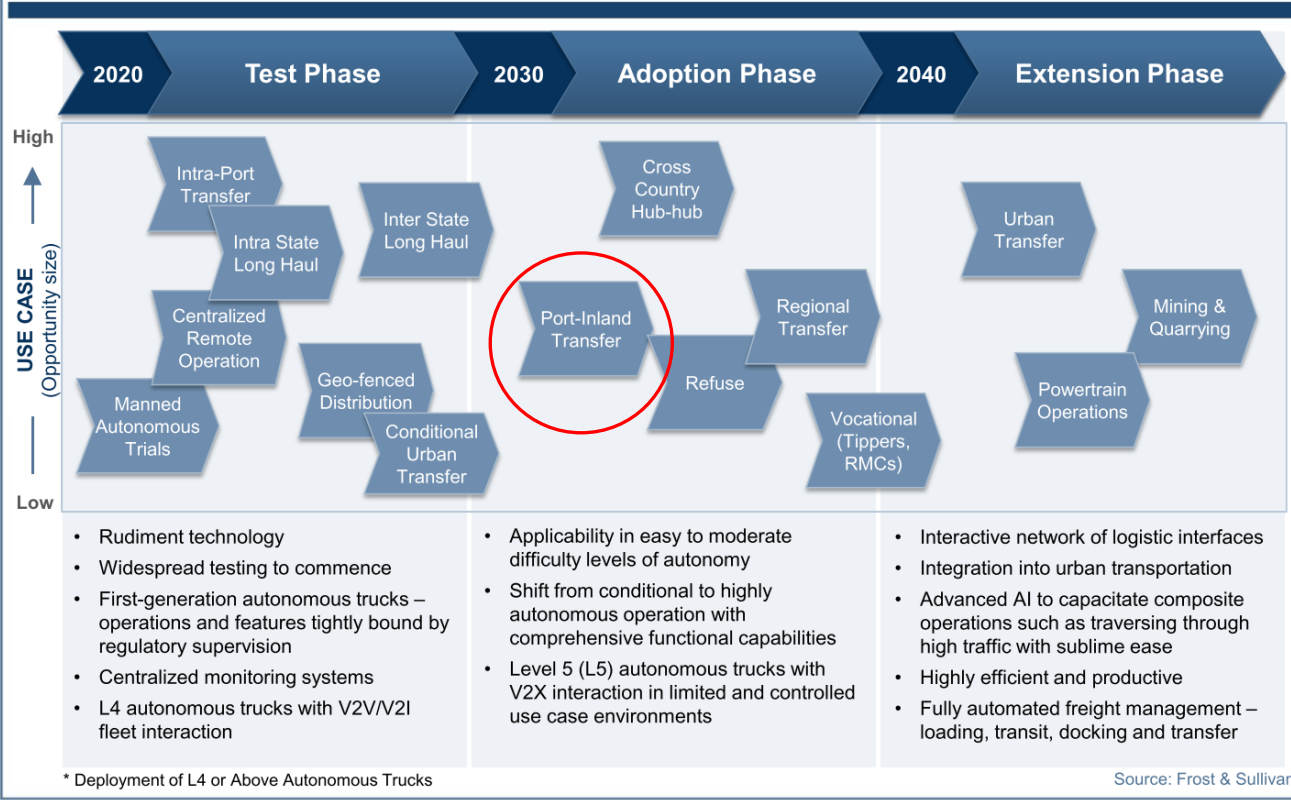 2020
Test Phase
2030
Adoption Phase
2040
Extension Phase
High
USE CASE
(Opportunity size)
Low
Intra-Port
Transfer
Intra State
Long Haul
Inter State
Long Haul
Centralized
Remote
Operation
Geo-fenced
Distribution
Manned
Autonomous
Trials
Conditional
Urban
Transfer
Cross
Country
Hub-hub
Port-Inland
Transfer
Regional
Transfer
Refuse
Vocational
(Tippers,
RMCs)
Urban
Transfer
Mining &
Quarrying
Powertrain
Operations
• Rudiment technology
• Widespread testing to commence
• First-generation autonomous trucks –
operations and features tightly bound by
regulatory supervision
• Centralized monitoring systems
• L4 autonomous trucks with V2V/V2I
fleet interaction
• Applicability in easy to moderate
difficulty levels of autonomy
• Shift from conditional to highly
autonomous operation with
comprehensive functional capabilities
• Level 5 (L5) autonomous trucks with
V2X interaction in limited and controlled
use case environments
• Interactive network of logistic interfaces
• Integration into urban transportation
• Advanced AI to capacitate composite
operations such as traversing through
high traffic with sublime ease
• Highly efficient and productive
• Fully automated freight management –
loading, transit, docking and transfer
* Deployment of L4 or Above Autonomous Trucks
Source: Frost & Sullivan